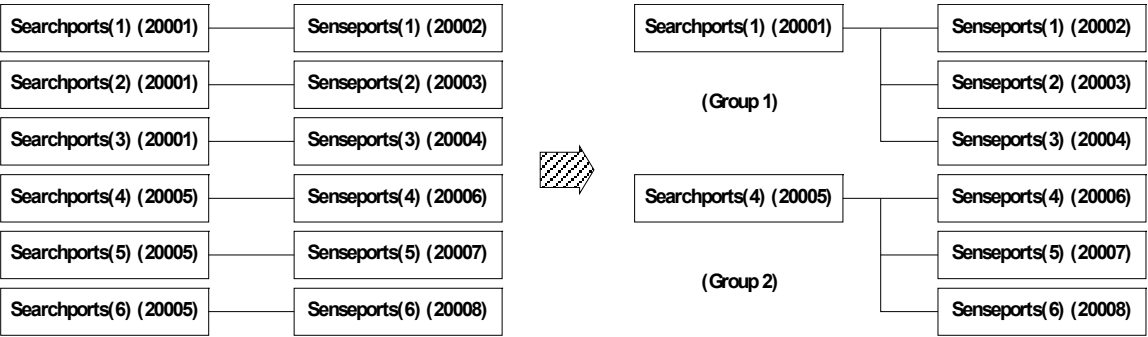 Searchports(1) (20001)
Senseports(1) (20002)
Searchports(2) (20001)
Senseports(2) (20003)
Searchports(3) (20001)
Senseports(3) (20004)
Searchports(4) (20005)
Senseports(4) (20006)
Searchports(5) (20005)
Senseports(5) (20007)
Searchports(6) (20005)
Senseports(6) (20008)
Searchports(1) (20001)
Senseports(1) (20002)
Senseports(2) (20003)
(Group 1)
Senseports(3) (20004)
Searchports(4) (20005)
Senseports(4) (20006)
Senseports(5) (20007)
(Group 2)
Senseports(6) (20008)